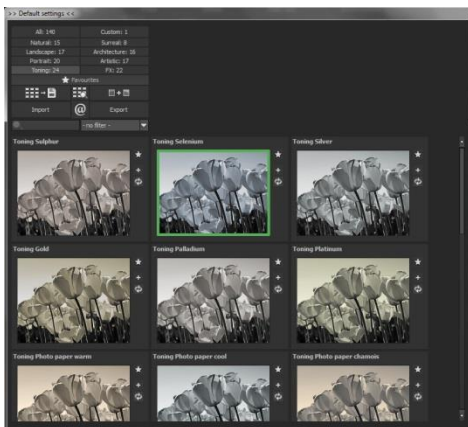 >> Default settings <<
All: 140 Custom: 1
Natural: 15 Surreal: 8
Landscape: 17 Architecture: 16
Portrait: 20 Artistic: 17
Toning: 24 FX: 22
★ Favourites
Import @ Export
- no filter -
Toning Sulphur Toning Selenium Toning Silver
Toning Gold Toning Palladium Toning Platinum
Toning Photo paper warm Toning Photo paper cool Toning Photo paper chamois